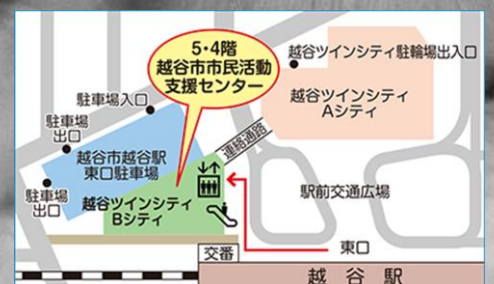 5・4階
越谷市市民活動
支援センター
越谷ツインシティ駐輪場出入口
越谷ツインシティ
Aシティ
駐車場入口
駐車場
出口
連絡通路
越谷市越谷駅
東口駐車場
駐車場
出口
越谷ツインシティ
Bシティ
駅前交通広場
交番
東口
越谷駅